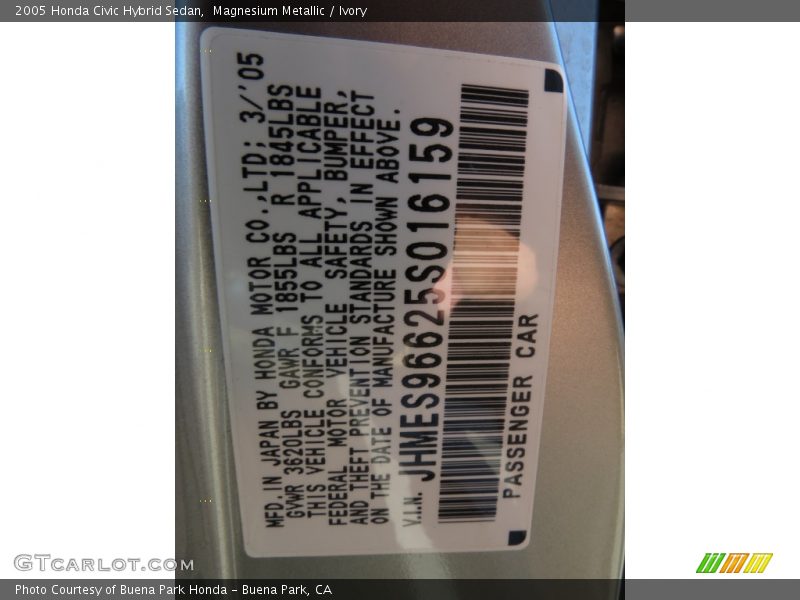 2005 Honda Civic Hybrid Sedan,  Magnesium Metallic / Ivory
MFD. IN JAPAN BY HONDA MOTOR CO.,LTD; 3/'05
GVWR 3620LBS GAWR F 1855LBS R 1845LBS
THIS VEHICLE CONFORMS TO ALL APPLICABLE
FEDERAL MOTOR VEHICLE SAFETY, BUMPER,
AND THEFT PREVENTION STANDARDS IN EFFECT
ON THE DATE OF MANUFACTURE SHOWN ABOVE.
V.I.N. JHMES96625S016159
PASSENGER CAR
GTcarlot.com
Photo Courtesy of Buena Park Honda - Buena Park, CA